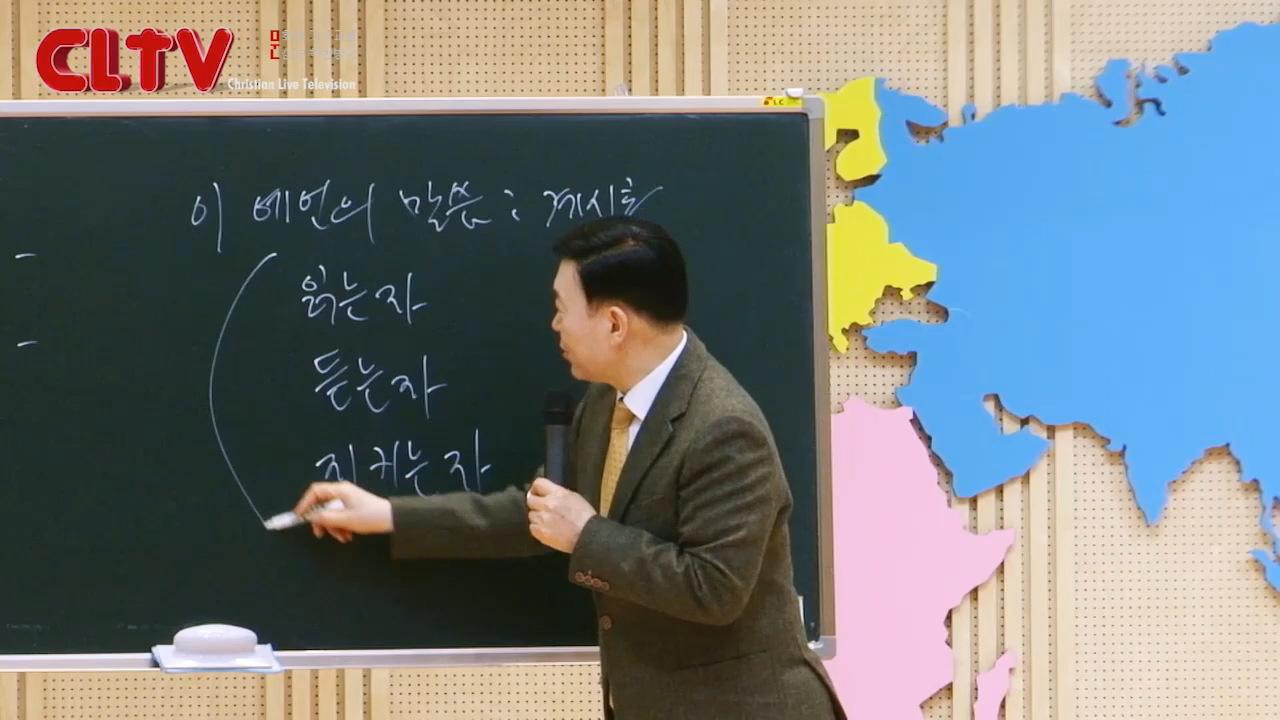 CLTV
Christian Live Television
LC
이 예언의 말씀 : 계시록
읽는 자
듣는 자
지키는 자